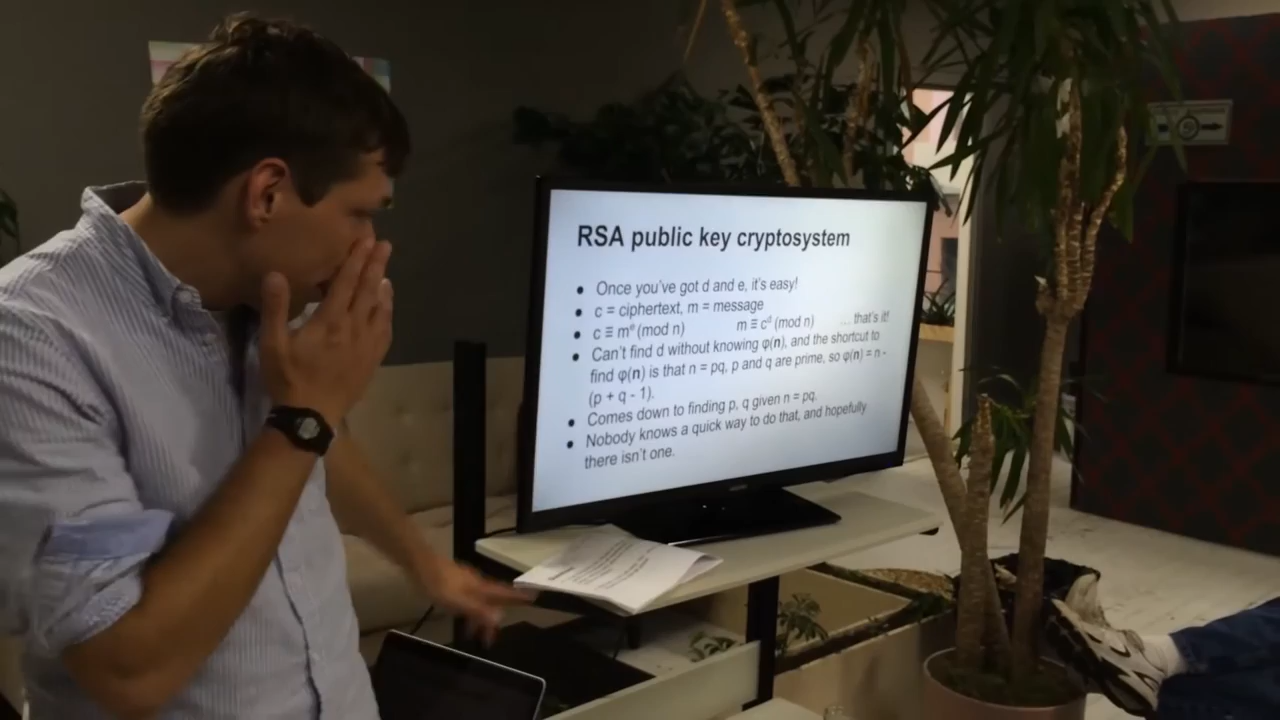 RSA public key cryptosystem
● Once you've got d and e, it's easy!
● c = ciphertext, m = message
● c ≡ mᵉ (mod n) m ≡ cᵈ (mod n) ... that's it!
● Can't find d without knowing φ(n), and the shortcut to
find φ(n) is that n = pq, p and q are prime, so φ(n) = n -
(p + q - 1).
● Comes down to finding p, q given n = pq.
● Nobody knows a quick way to do that, and hopefully
there isn't one.